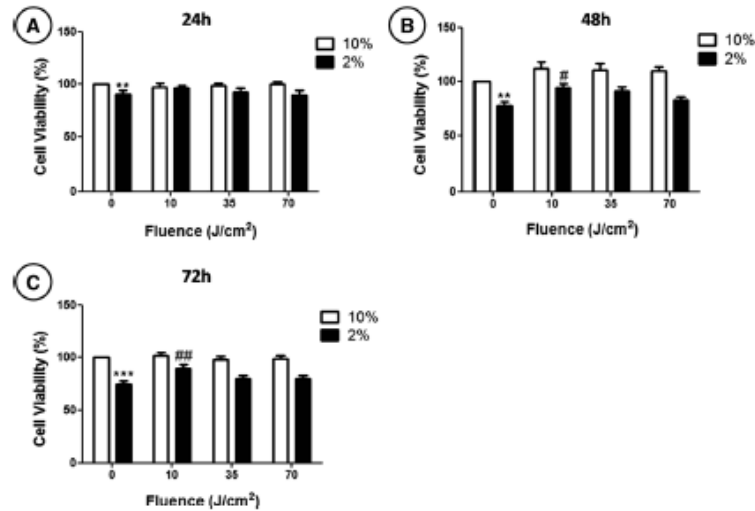 A
24h
150
100
50
0
Cell Viability (%)
**
10%
2%
0 10 35 70
Fluence (J/cm²)
B
48h
150
100
50
0
Cell Viability (%)
**
#
10%
2%
0 10 35 70
Fluence (J/cm²)
C
72h
150
100
50
0
Cell Viability (%)
***
##
10%
2%
0 10 35 70
Fluence (J/cm²)